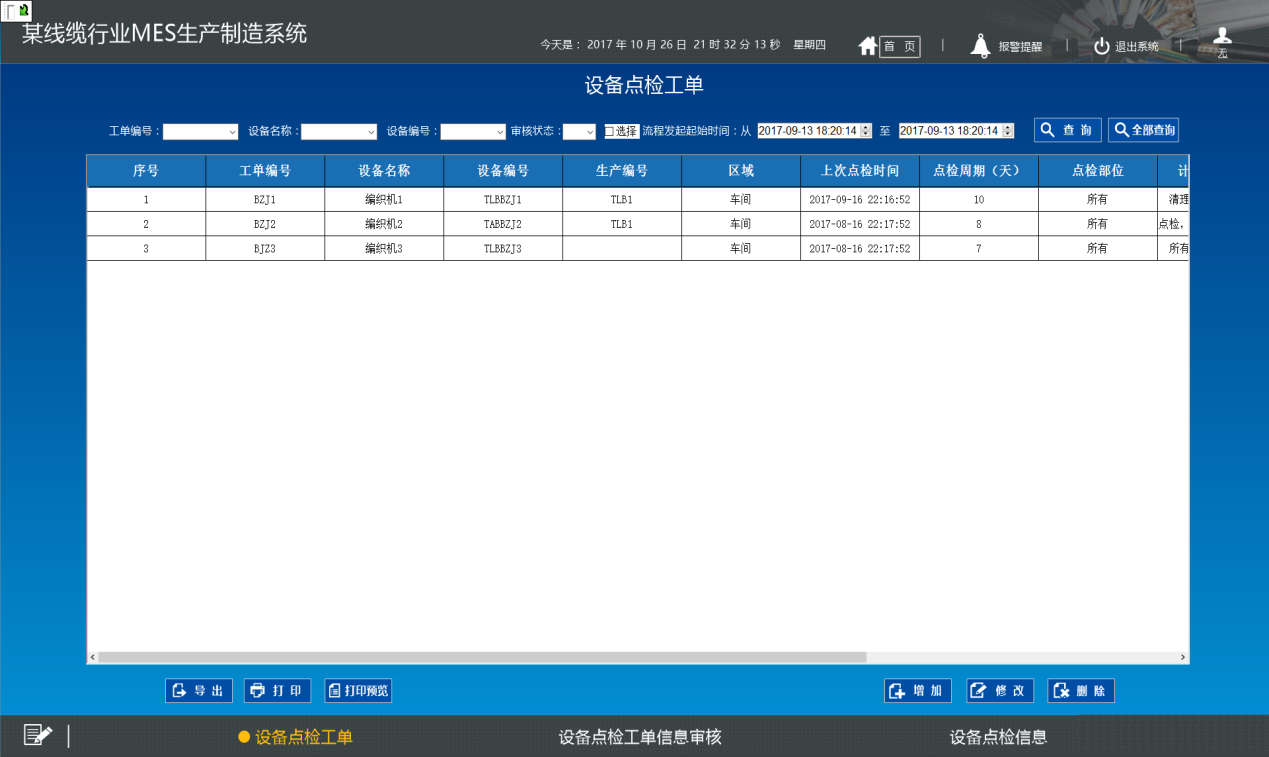 某线缆行业MES生产制造系统
今天是： 2017 年 10 月 26 日 21 时 32 分 13 秒 星期四
首 页
报警提醒
退出系统
无
设备点检工单
工单编号： 设备名称： 设备编号： 审核状态： 选择 流程发起起始时间：从 2017-09-13 18:20:14 至 2017-09-13 18:20:14 查 询 全部查询
序号 工单编号 设备名称 设备编号 生产编号 区域 上次点检时间 点检周期（天） 点检部位 计
1 BZJ1 编织机1 TLBBZJ1 TLB1 车间 2017-09-16 22:16:52 10 所有 清理
2 BZJ2 编织机2 TABBZJ2 TLB1 车间 2017-08-16 22:17:52 8 所有 点检，
3 BJZ3 编织机3 TLBBZJ3 车间 2017-08-16 22:17:52 7 所有 所有
导 出 打 印 打印预览 增 加 修 改 删 除
设备点检工单 设备点检工单信息审核 设备点检信息